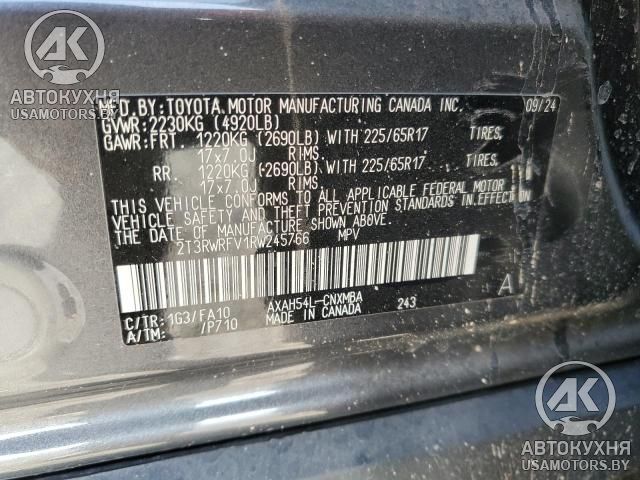 АК
АВТОКУХНЯ
USAMOTORS.BY
MFD.BY:TOYOTA MOTOR MANUFACTURING CANADA INC. 09/24
GVWR:2230KG (4920LB)
GAWR:FRT. 1220KG (2690LB) WITH 225/65R17 TIRES,
17x7.0J RIMS,
RR. 1220KG (2690LB) WITH 225/65R17 TIRES,
17x7.0J RIMS,
THIS VEHICLE CONFORMS TO ALL APPLICABLE FEDERAL MOTOR
VEHICLE SAFETY AND THEFT PREVENTION STANDARDS IN EFFECT ON
THE DATE OF MANUFACTURE SHOWN ABOVE.
2T3RWRFV1RW245766 MPV
C/TR:1G3/FA10 AXAH54L-CNXMBA 243 A
A/TM: /P710 MADE IN CANADA
АК
АВТОКУХНЯ
USAMOTORS.BY